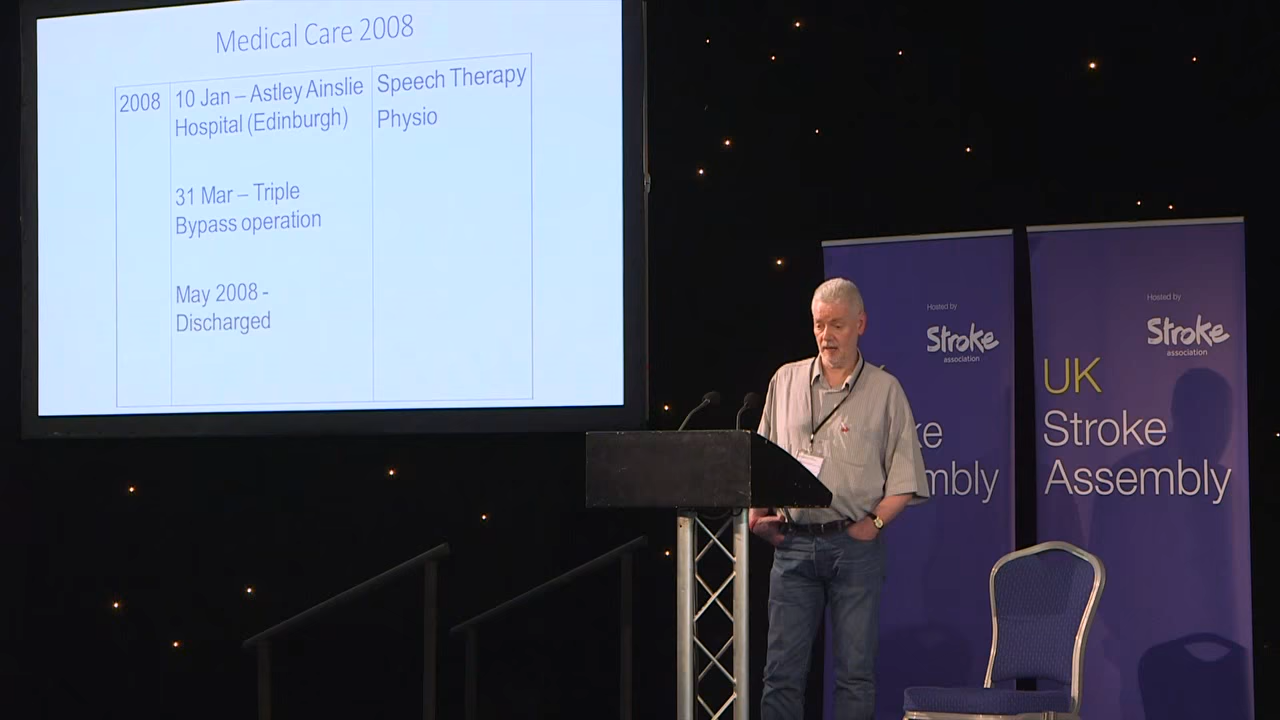 Medical Care 2008
2008
10 Jan – Astley Ainslie
Hospital (Edinburgh)
31 Mar – Triple
Bypass operation
May 2008 -
Discharged
Speech Therapy
Physio
Hosted by
Stroke
association
ke
mbly
Hosted by
Stroke
association
UK
Stroke
Assembly